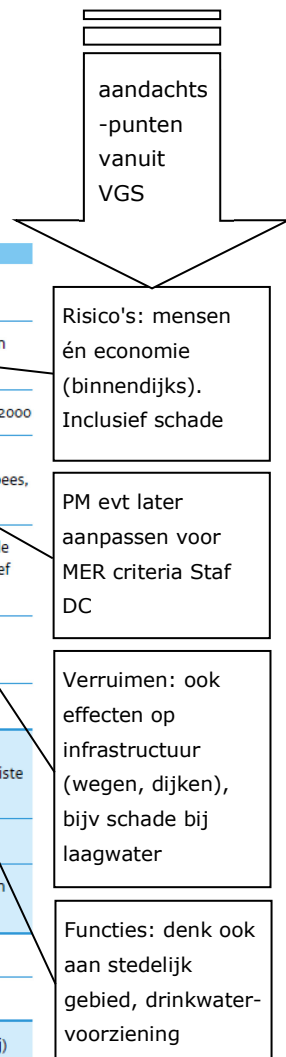 aandachts
-punten
vanuit
VGS
Risico's: mensen
én economie
(binnendijks).
Inclusief schade
PM evt later
aanpassen voor
MER criteria Staf
DC
Verruimen: ook
effecten op
infrastructuur
(wegen, dijken),
bijv schade bij
laagwater
Functies: denk ook
aan stedelijk
gebied, drinkwater-
voorziening
2000